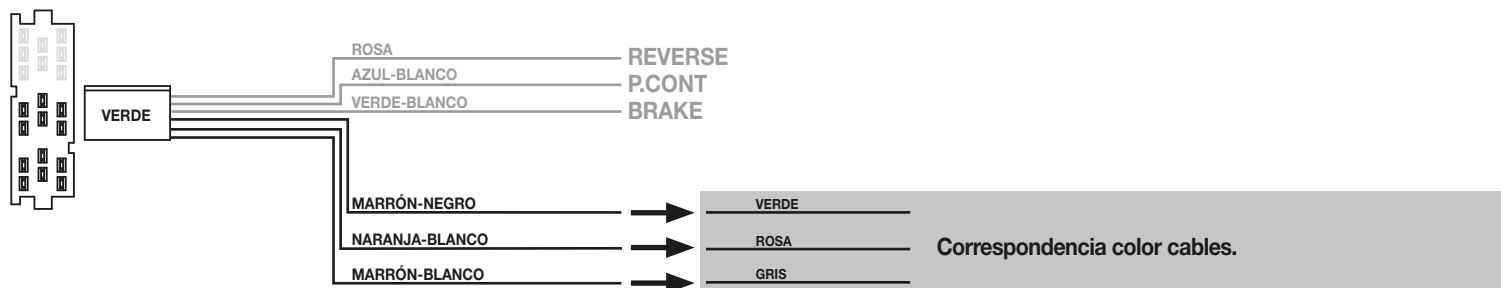 ROSA
REVERSE
AZUL-BLANCO
P.CONT
VERDE-BLANCO
BRAKE
VERDE
MARRÓN-NEGRO
VERDE
NARANJA-BLANCO
ROSA
Correspondencia color cables.
MARRÓN-BLANCO
GRIS